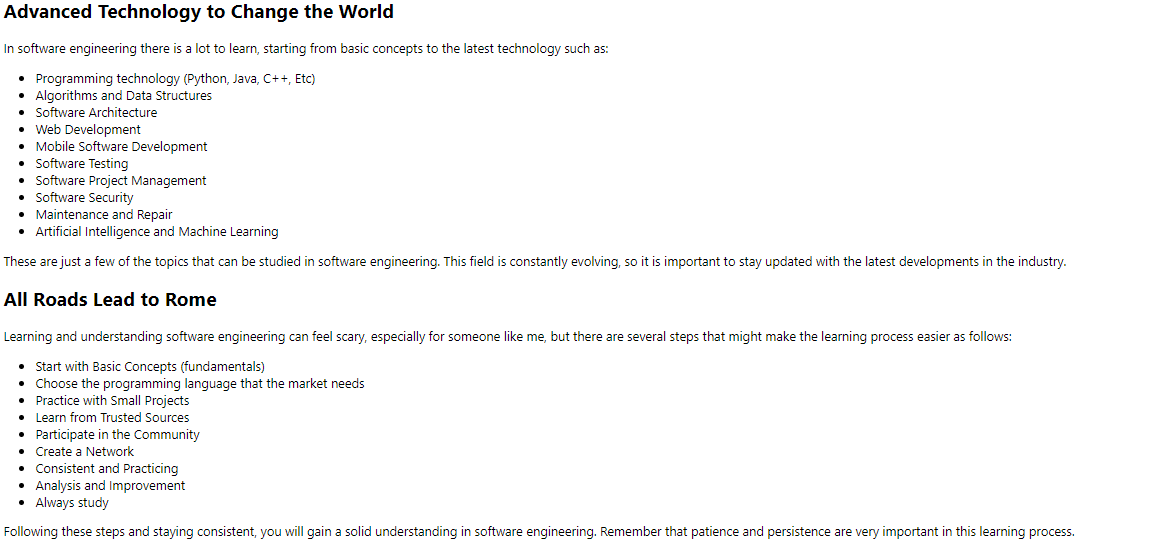 Advanced Technology to Change the World
In software engineering there is a lot to learn, starting from basic concepts to the latest technology such as:
• Programming technology (Python, Java, C++, Etc)
• Algorithms and Data Structures
• Software Architecture
• Web Development
• Mobile Software Development
• Software Testing
• Software Project Management
• Software Security
• Maintenance and Repair
• Artificial Intelligence and Machine Learning
These are just a few of the topics that can be studied in software engineering. This field is constantly evolving, so it is important to stay updated with the latest developments in the industry.
All Roads Lead to Rome
Learning and understanding software engineering can feel scary, especially for someone like me, but there are several steps that might make the learning process easier as follows:
• Start with Basic Concepts (fundamentals)
• Choose the programming language that the market needs
• Practice with Small Projects
• Learn from Trusted Sources
• Participate in the Community
• Create a Network
• Consistent and Practicing
• Analysis and Improvement
• Always study
Following these steps and staying consistent, you will gain a solid understanding in software engineering. Remember that patience and persistence are very important in this learning process.